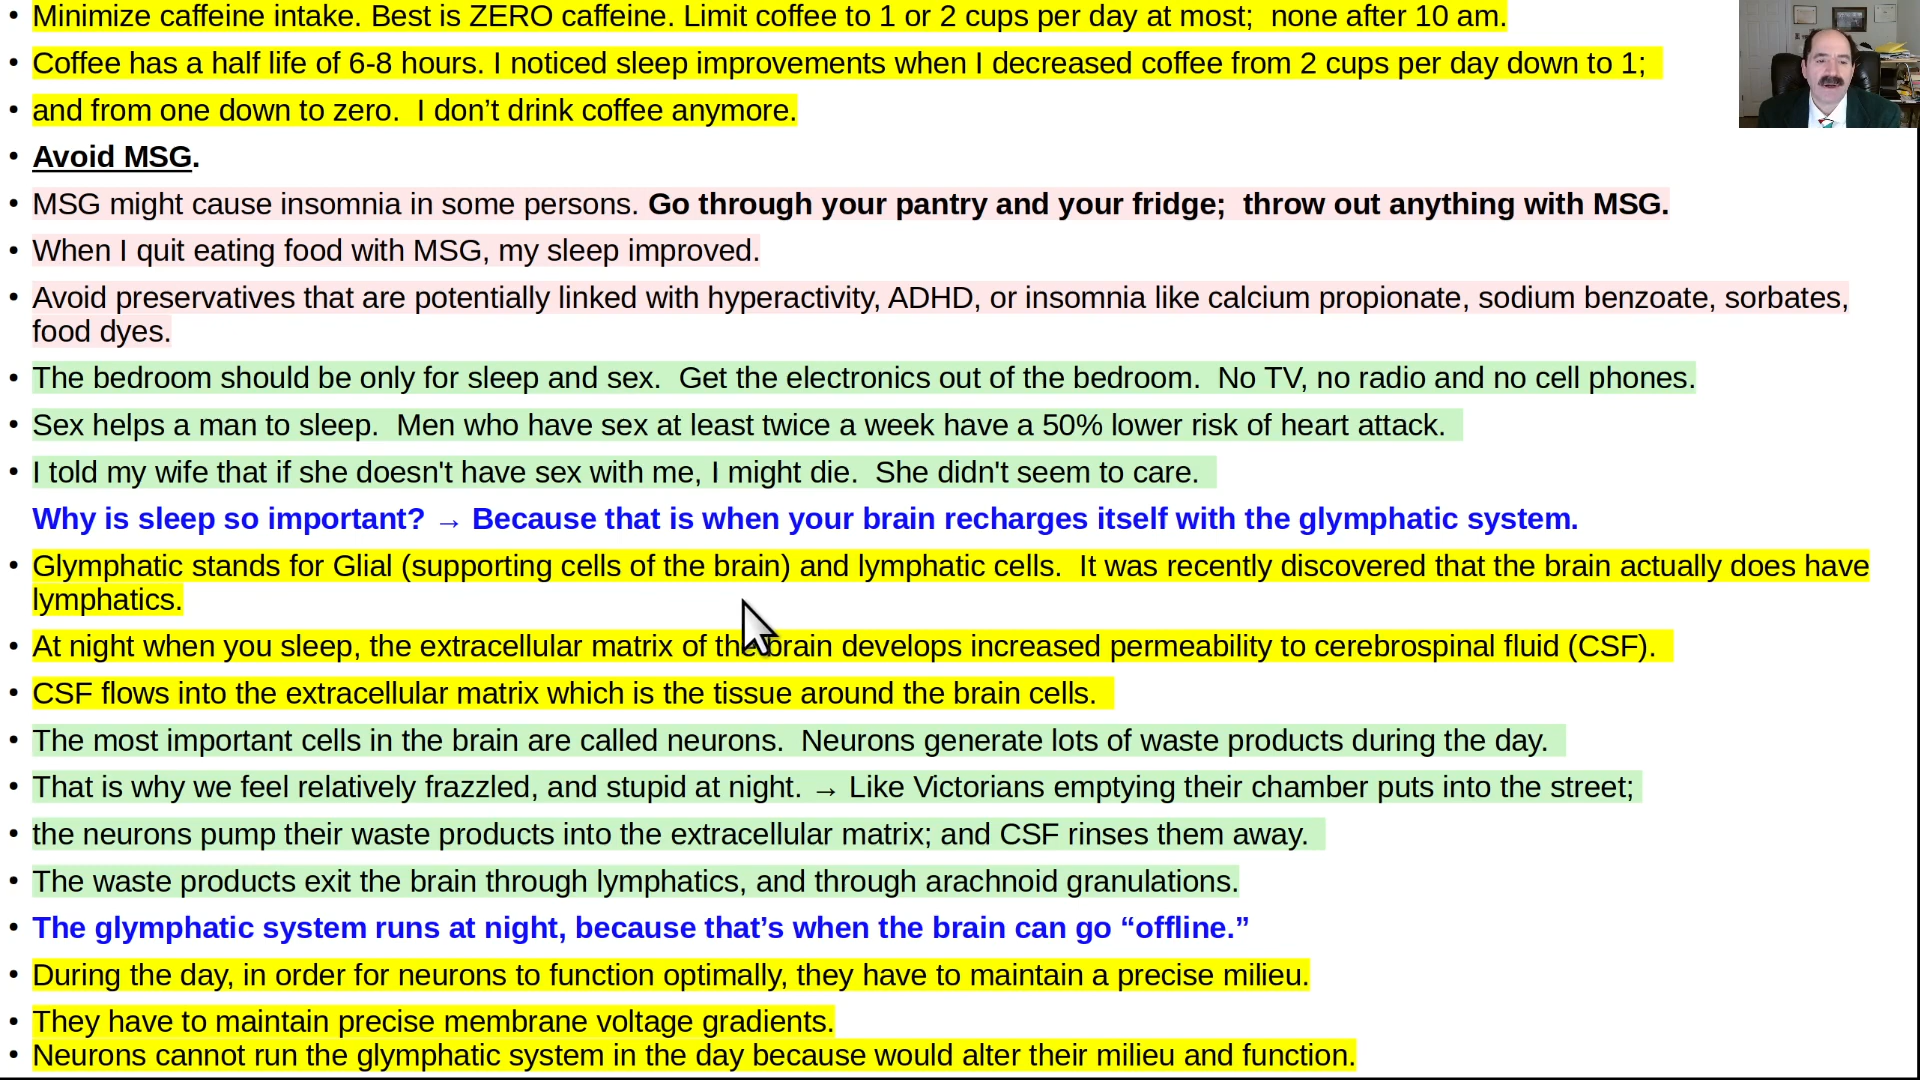 • Minimize caffeine intake. Best is ZERO caffeine. Limit coffee to 1 or 2 cups per day at most;  none after 10 am.
• Coffee has a half life of 6-8 hours. I noticed sleep improvements when I decreased coffee from 2 cups per day down to 1;
• and from one down to zero.  I don’t drink coffee anymore.
• Avoid MSG.
• MSG might cause insomnia in some persons. Go through your pantry and your fridge;  throw out anything with MSG.
• When I quit eating food with MSG, my sleep improved.
• Avoid preservatives that are potentially linked with hyperactivity, ADHD, or insomnia like calcium propionate, sodium benzoate, sorbates,
food dyes.
• The bedroom should be only for sleep and sex.  Get the electronics out of the bedroom.  No TV, no radio and no cell phones.
• Sex helps a man to sleep.  Men who have sex at least twice a week have a 50% lower risk of heart attack.
• I told my wife that if she doesn't have sex with me, I might die.  She didn't seem to care.
Why is sleep so important? → Because that is when your brain recharges itself with the glymphatic system.
• Glymphatic stands for Glial (supporting cells of the brain) and lymphatic cells.  It was recently discovered that the brain actually does have
lymphatics.
• At night when you sleep, the extracellular matrix of the brain develops increased permeability to cerebrospinal fluid (CSF).
• CSF flows into the extracellular matrix which is the tissue around the brain cells.
• The most important cells in the brain are called neurons.  Neurons generate lots of waste products during the day.
• That is why we feel relatively frazzled, and stupid at night. → Like Victorians emptying their chamber puts into the street;
• the neurons pump their waste products into the extracellular matrix; and CSF rinses them away.
• The waste products exit the brain through lymphatics, and through arachnoid granulations.
• The glymphatic system runs at night, because that’s when the brain can go “offline.”
• During the day, in order for neurons to function optimally, they have to maintain a precise milieu.
• They have to maintain precise membrane voltage gradients.
• Neurons cannot run the glymphatic system in the day because would alter their milieu and function.